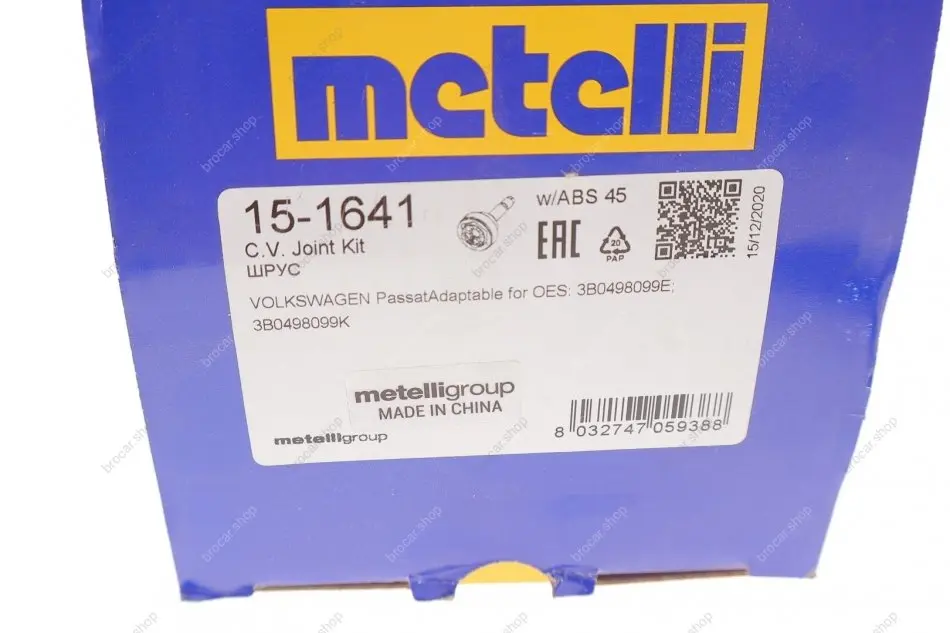 metelli
15-1641
C.V. Joint Kit
ШРУС
w/ABS 45
EAC
20
PAP
15/12/2020
VOLKSWAGEN PassatAdaptable for OES: 3B0498099E;
3B0498099K
metelligroup
MADE IN CHINA
metelligroup
8 032747 059388
brocar.shop